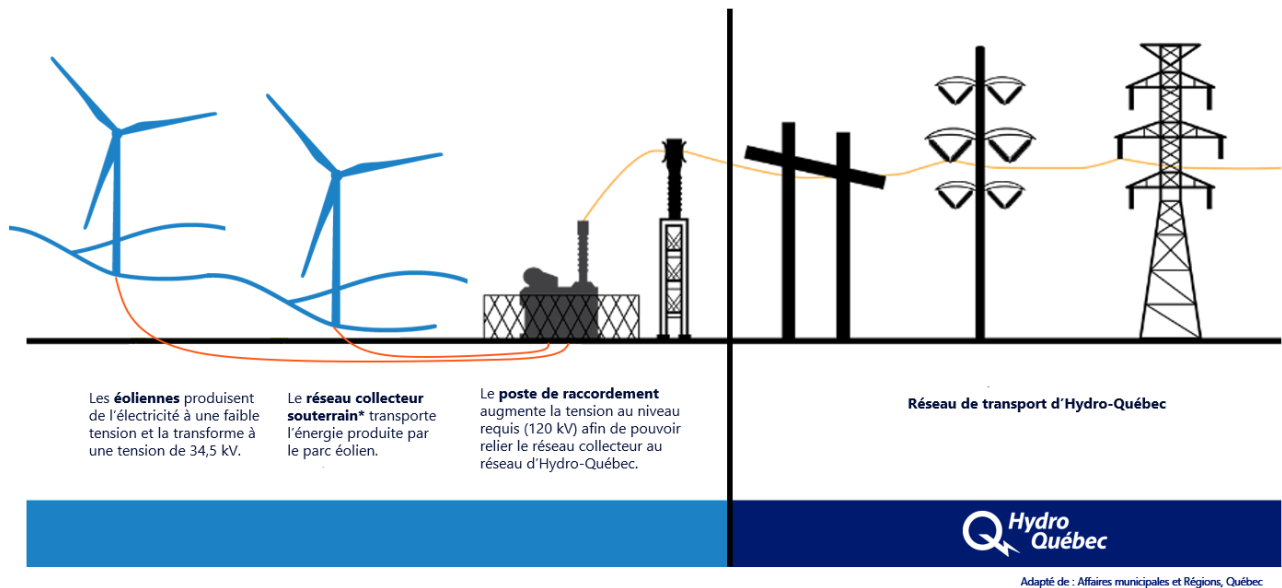 Les éoliennes produisent
de l'électricité à une faible
tension et la transforme à
une tension de 34,5 kV.
Le réseau collecteur
souterrain* transporte
l'énergie produite par
le parc éolien.
Le poste de raccordement
augmente la tension au niveau
requis (120 kV) afin de pouvoir
relier le réseau collecteur au
réseau d'Hydro-Québec.
Réseau de transport d'Hydro-Québec
Hydro
Québec
Adapté de : Affaires municipales et Régions, Québec